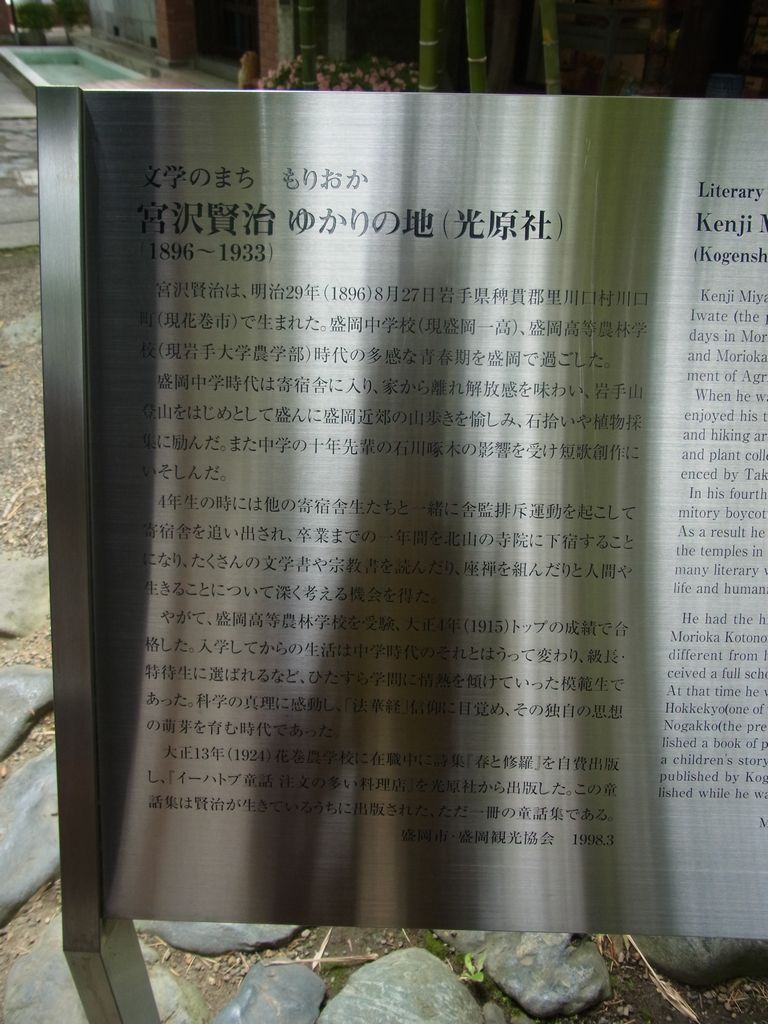 文学のまち もりおか
宮沢賢治 ゆかりの地(光原社)
(1896～1933)
宮沢賢治は、明治29年(1896)8月27日岩手県稗貫郡里川口村川口
町(現花巻市)で生まれた。盛岡中学校(現盛岡一高)、盛岡高等農林学
校(現岩手大学農学部)時代の多感な青春期を盛岡で過ごした。
盛岡中学時代は寄宿舎に入り、家から離れ解放感を味わい、岩手山
登山をはじめとして盛んに盛岡近郊の山歩きを愉しみ、石拾いや植物採
集に励んだ。また中学の十年先輩の石川啄木の影響を受け短歌創作に
いそしんだ。
4年生の時には他の寄宿舎生たちと一緒に舎監排斥運動を起こして
寄宿舎を追い出され、卒業までの一年間を北山の寺院に下宿すること
になり、たくさんの文学書や宗教書を読んだり、座禅を組んだりと人間や
生きることについて深く考える機会を得た。
やがて、盛岡高等農林学校を受験、大正4年(1915)トップの成績で合
格した。入学してからの生活は中学時代のそれとはうって変わり、級長・
特待生に選ばれるなど、ひたすら学問に情熱を傾けていった模範生で
あった。科学の真理に感動し、「法華経」信仰に目覚め、その独自の思想
の萌芽を育む時代であった。
大正13年(1924)花巻農学校に在職中に詩集『春と修羅』を自費出版
し、『イーハトブ童話 注文の多い料理店』を光原社から出版した。この童
話集は賢治が生きているうちに出版された、ただ一冊の童話集である。
盛岡市・盛岡観光協会 1998.3
Literary
Kenji M
(Kogensh
Kenji Miya
Iwate (the p
days in Mor
and Morioka
ment of Agr
When he wa
enjoyed his t
and hiking ar
and plant colle
enced by Tak
In his fourth
mitory boycot
As a result he
the temples in
many literary w
life and human
He had the hi
Morioka Kotono
different from h
ceived a full scho
At that time he w
Hokkekyo(one of
Nogakko(the pre
lished a book of p
a children's story
published by Kog
lished while he wa
M